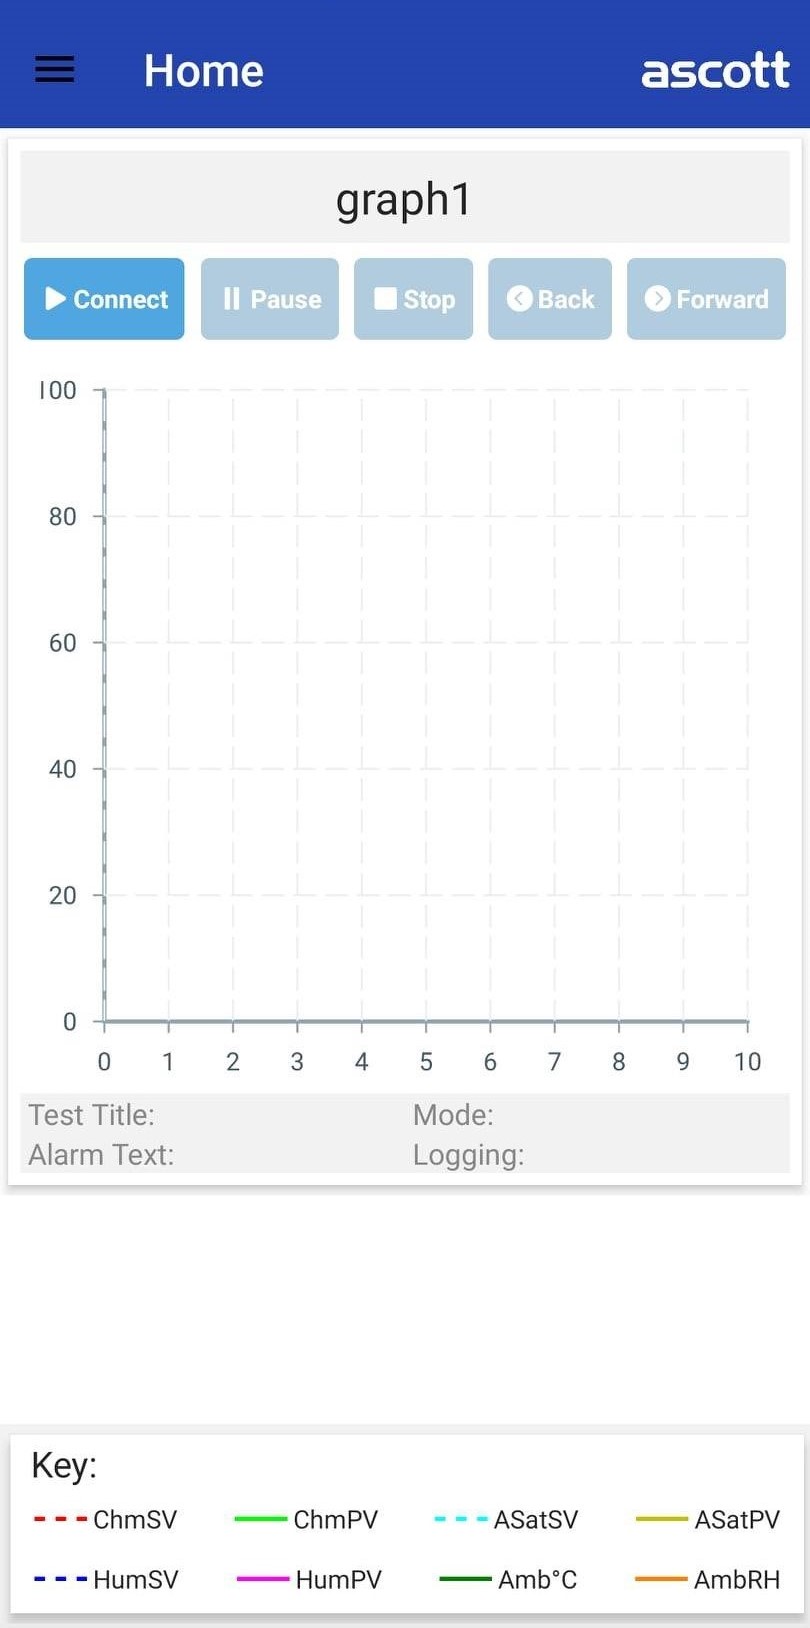 Home ascott
graph1
Connect Pause Stop Back Forward
100
80
60
40
20
0
0 1 2 3 4 5 6 7 8 9 10
Test Title: Mode:
Alarm Text: Logging:
Key:
ChmSV ChmPV ASatSV ASatPV
HumSV HumPV Amb°C AmbRH